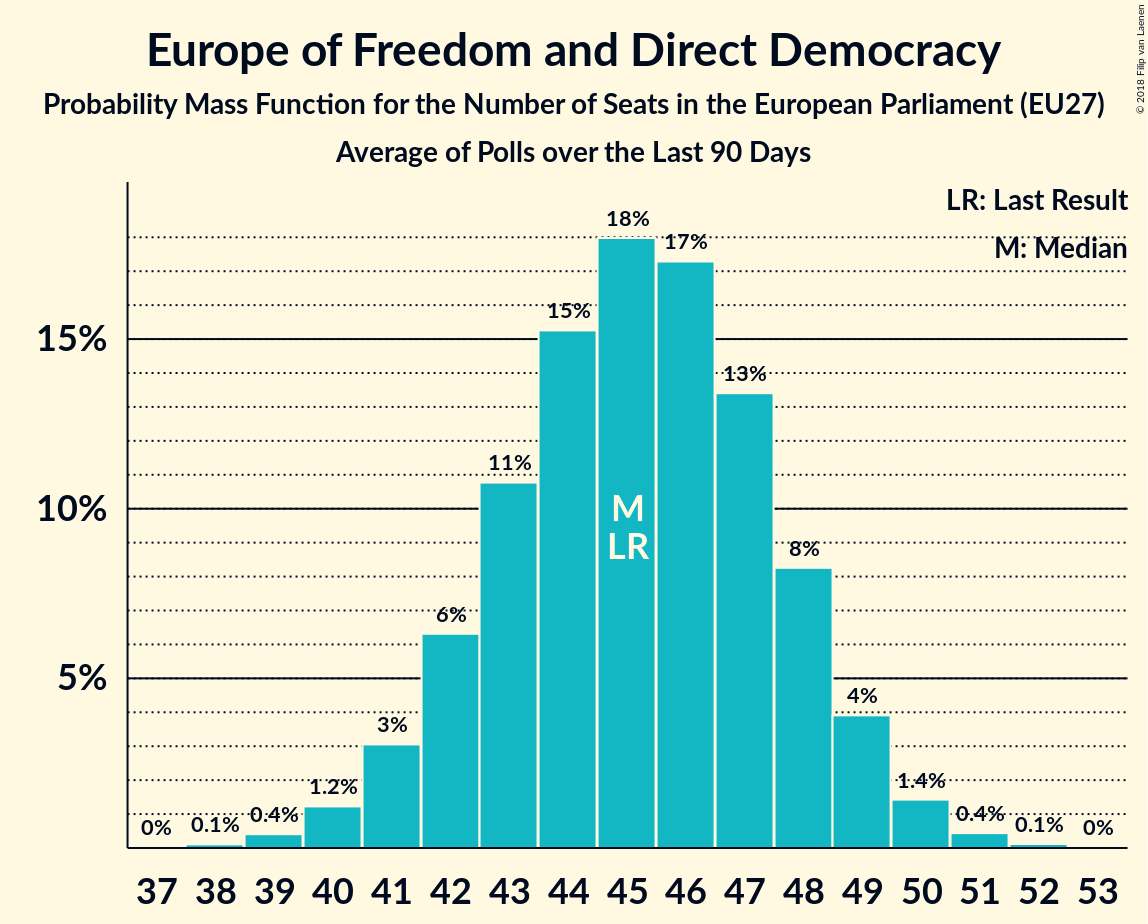 Europe of Freedom and Direct Democracy
Probability Mass Function for the Number of Seats in the European Parliament (EU27)
Average of Polls over the Last 90 Days
© 2018 Filip van Laenen
LR: Last Result
M: Median
15%
10%
5%
0%
0.1%
0.4%
1.2%
3%
6%
11%
15%
18%
17%
13%
8%
4%
1.4%
0.4%
0.1%
0%
M
LR
37 38 39 40 41 42 43 44 45 46 47 48 49 50 51 52 53